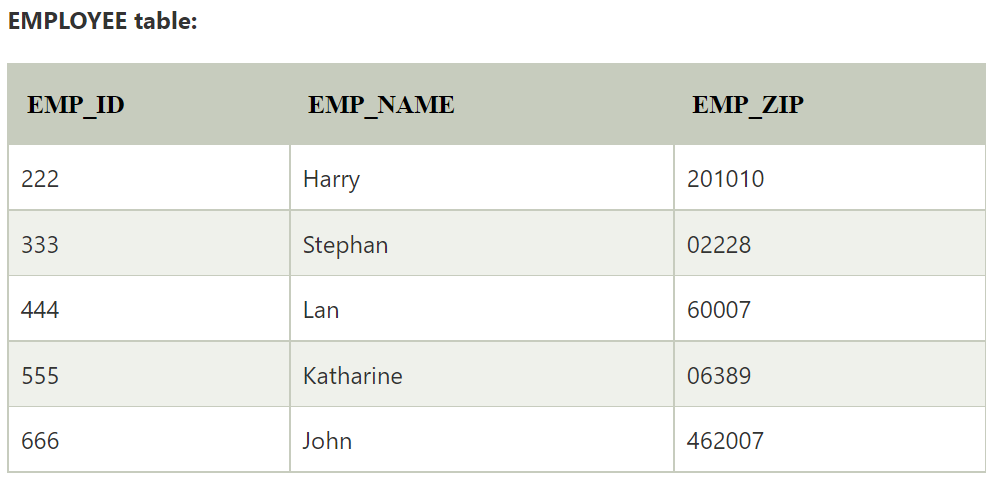 EMPLOYEE table:
EMP_ID EMP_NAME EMP_ZIP
222 Harry 201010
333 Stephan 02228
444 Lan 60007
555 Katharine 06389
666 John 462007